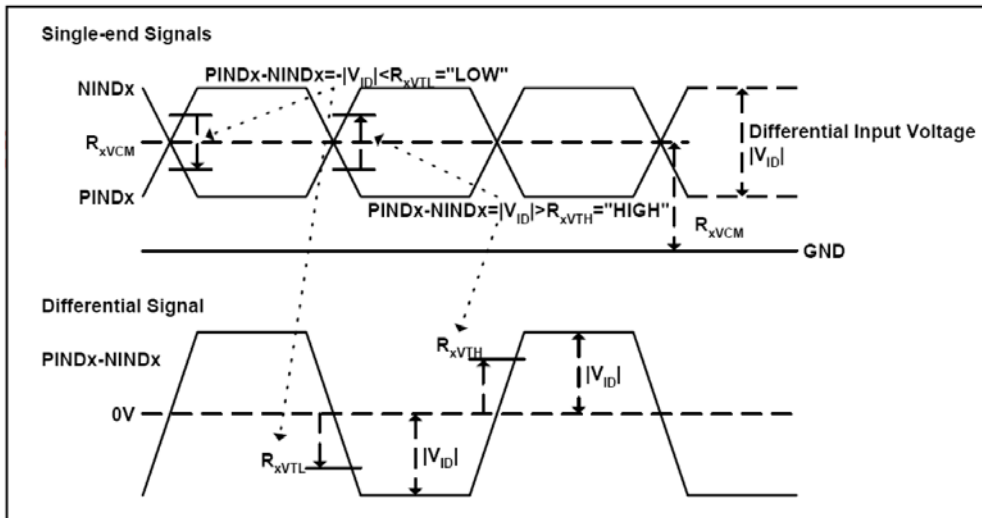 Single-end Signals
PINDx-NINDx=-|VID|<RxVTL="LOW"
NINDx
RxVCM
Differential Input Voltage
|VID|
PINDx
PINDx-NINDx=|VID|>RxVTH="HIGH"
RxVCM
GND
Differential Signal
PINDx-NINDx
RxVTH
|VID|
0V
RxVTL
|VID|